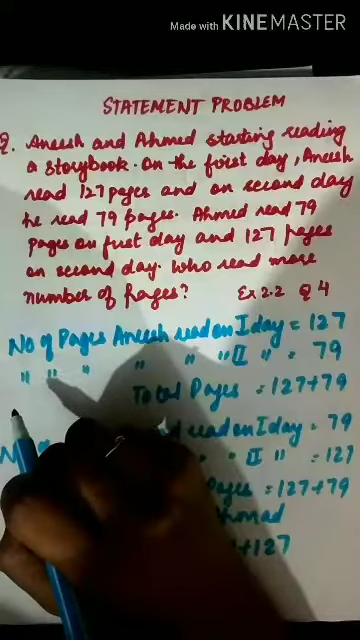 Made with KINEMASTER
STATEMENT PROBLEM
Q. Aneesh and Ahmed starting reading
a storybook. On the first day, Aneesh
read 127 pages and on second day
he read 79 pages. Ahmed read 79
pages on first day and 127 pages
on second day. Who read more
number of pages? Ex 2.2 Q 4
No of Pages Aneesh read on I day = 127
" " " " " " II " = 79
Total Pages = 127+79
read on I day = 79
" " II " = 127
= 127+79
Ahmad
+127